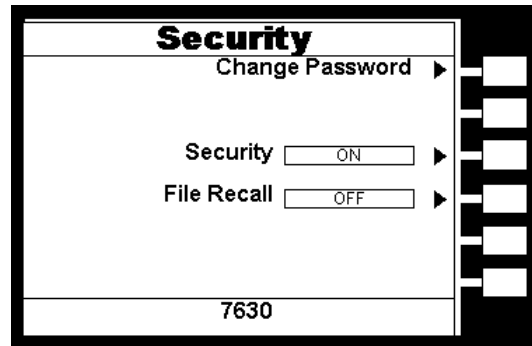 Security
Change Password
Security ON
File Recall OFF
7630